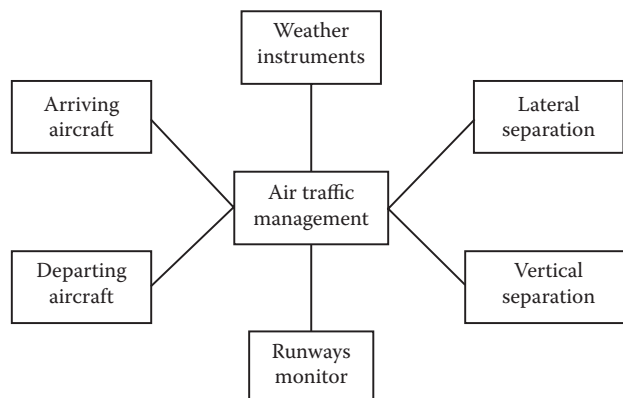 Weather
instruments
Arriving
aircraft
Lateral
separation
Air traffic
management
Departing
aircraft
Vertical
separation
Runways
monitor